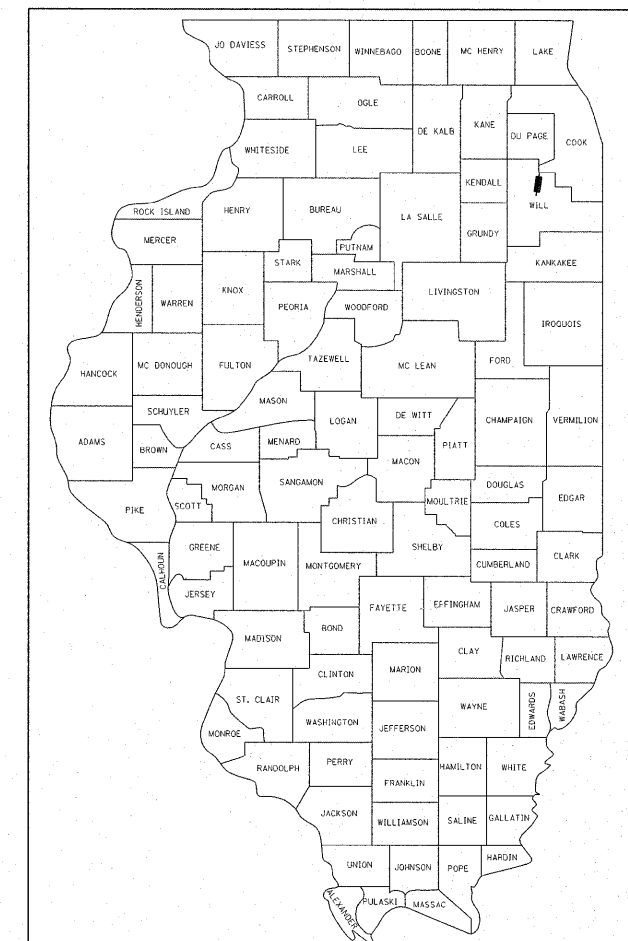 JO DAVIESS STEPHENSON WINNEBAGO BOONE MC HENRY LAKE
CARROLL OGLE DE KALB KANE DU PAGE COOK
WHITESIDE LEE
KENDALL WILL
ROCK ISLAND HENRY BUREAU LA SALLE GRUNDY
MERCER PUTNAM KANKAKEE
STARK MARSHALL
HENDERSON WARREN KNOX PEORIA WOODFORD LIVINGSTON IROQUOIS
HANCOCK MC DONOUGH FULTON TAZEWELL MC LEAN FORD
SCHUYLER MASON LOGAN DE WITT CHAMPAIGN VERMILION
ADAMS BROWN CASS MENARD PIATT
MACON
PIKE SCOTT MORGAN SANGAMON MOULTRIE DOUGLAS EDGAR
CHRISTIAN COLES
CALHOUN GREENE MACOUPIN MONTGOMERY SHELBY CUMBERLAND CLARK
JERSEY FAYETTE EFFINGHAM JASPER CRAWFORD
MADISON BOND
CLINTON MARION CLAY RICHLAND LAWRENCE
ST. CLAIR WAYNE EDWARDS WABASH
MONROE WASHINGTON JEFFERSON
RANDOLPH PERRY HAMILTON WHITE
FRANKLIN
JACKSON WILLIAMSON SALINE GALLATIN
UNION JOHNSON POPE HARDIN
ALEXANDER PULASKI MASSAC